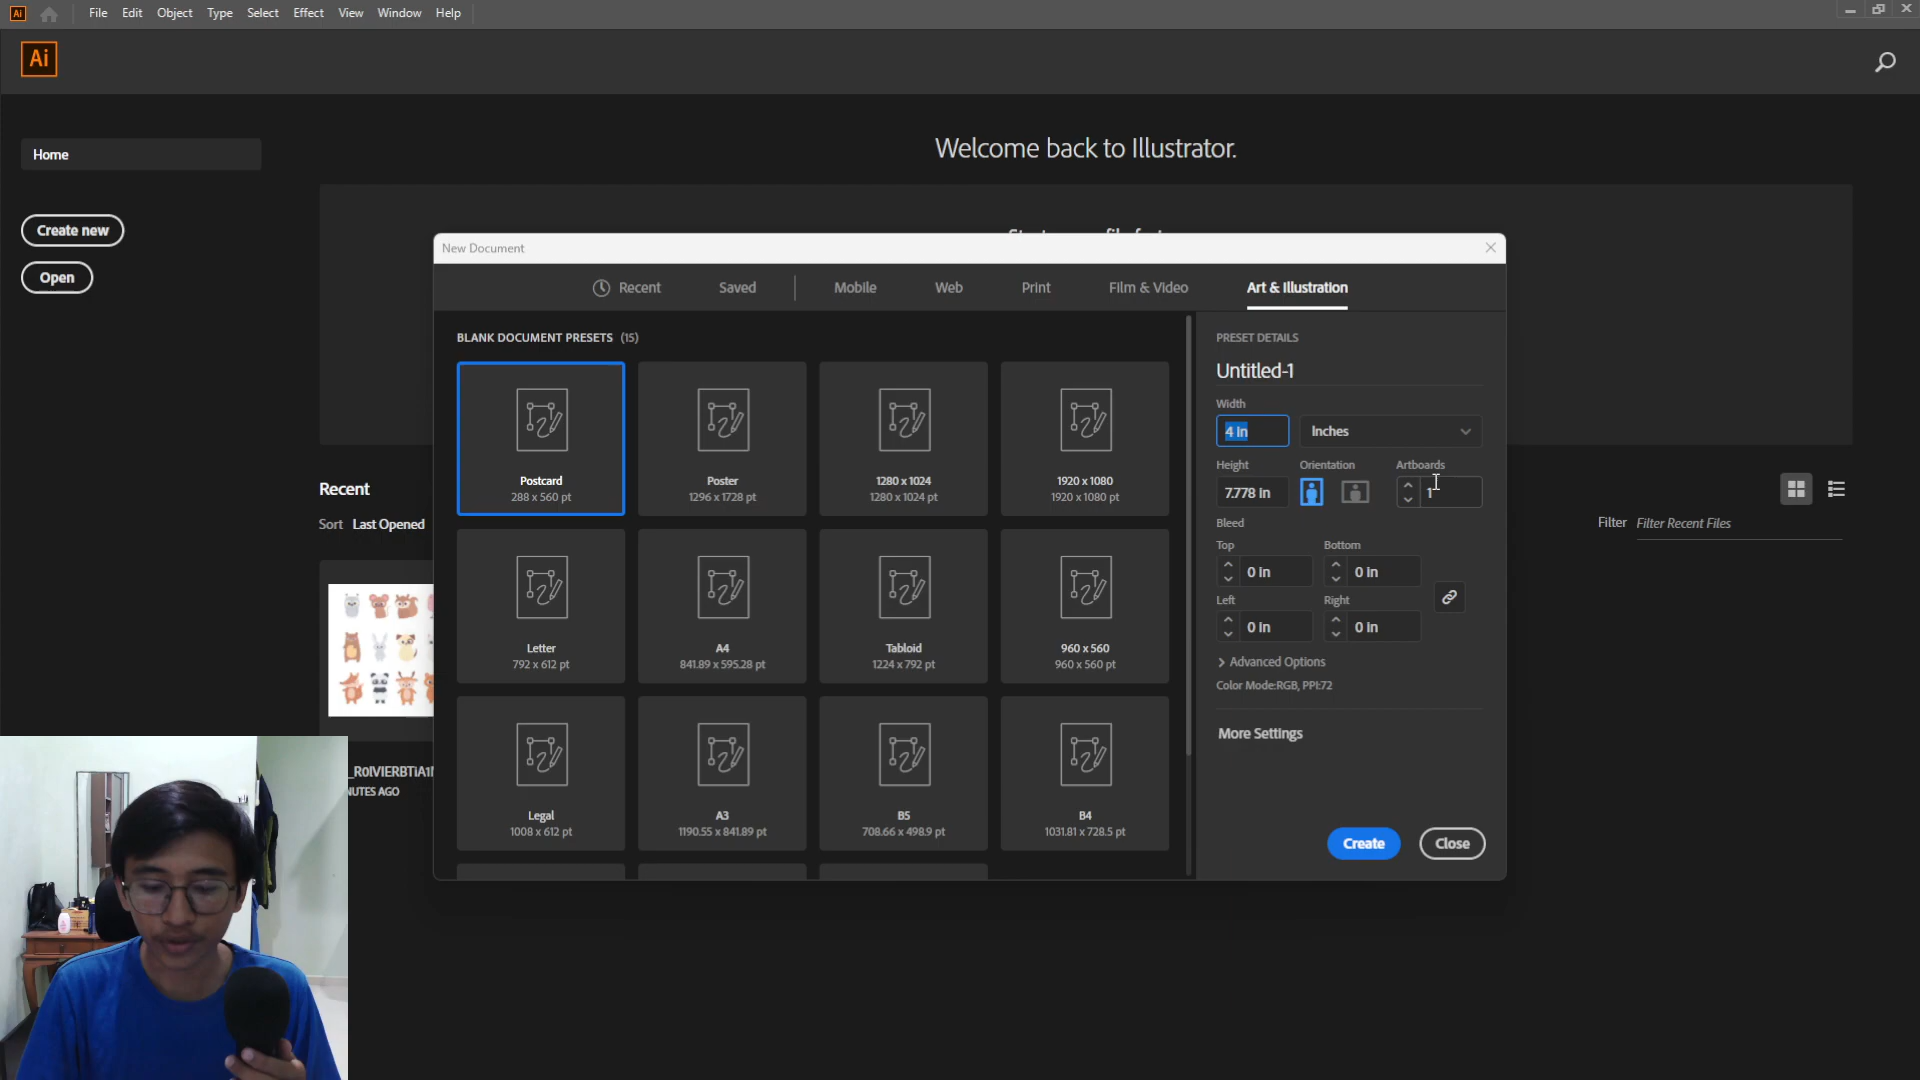 Ai
File Edit Object Type Select Effect View Window Help
Ai
Home
Welcome back to Illustrator.
Create new
Open
New Document
Recent Saved Mobile Web Print Film & Video Art & Illustration
BLANK DOCUMENT PRESETS (15)
Postcard
288 x 560 pt
Poster
1296 x 1728 pt
1280 x 1024
1280 x 1024 pt
1920 x 1080
1920 x 1080 pt
Letter
792 x 612 pt
A4
841.89 x 595.28 pt
Tabloid
1224 x 792 pt
960 x 560
960 x 560 pt
Legal
1008 x 612 pt
A3
1190.55 x 841.89 pt
B5
708.66 x 498.9 pt
B4
1031.81 x 728.5 pt
PRESET DETAILS
Untitled-1
Width
4 in Inches
Height Orientation Artboards
7.778 in 1
Bleed
Top Bottom
0 in 0 in
Left Right
0 in 0 in
Advanced Options
Color Mode:RGB, PPI:72
More Settings
Create Close
Recent
Sort Last Opened
Filter Filter Recent Files
UTES AGO